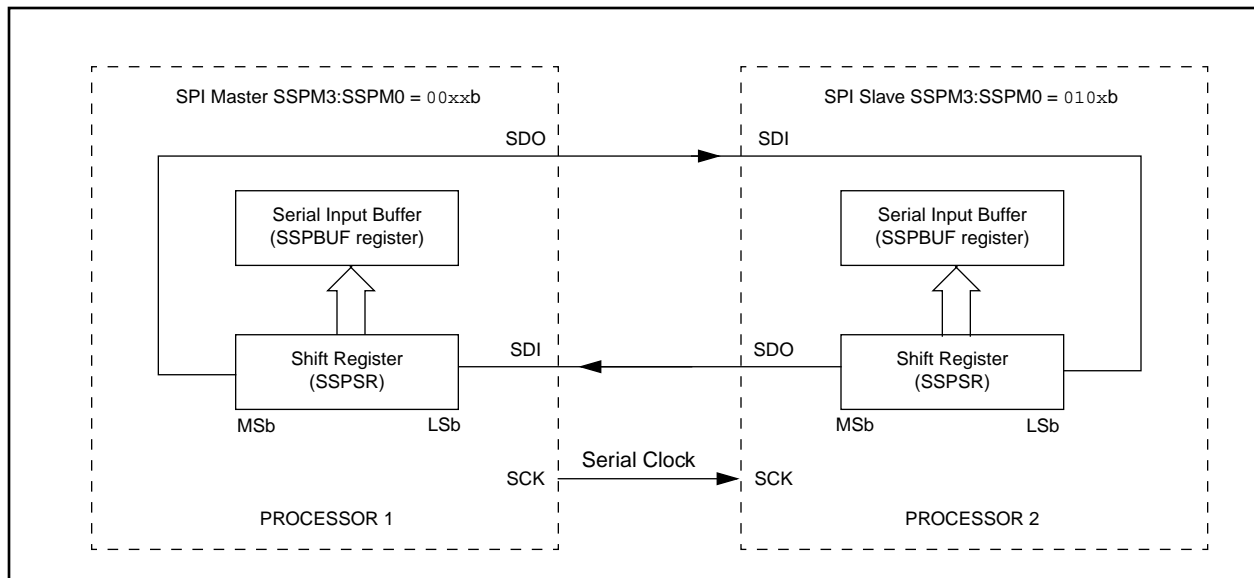 SPI Master SSPM3:SSPM0 = 00xxb
SDO
Serial Input Buffer
(SSPBUF register)
Shift Register
(SSPSR)
MSb
LSb
SDI
SCK
PROCESSOR 1
Serial Clock
SPI Slave SSPM3:SSPM0 = 010xb
SDI
Serial Input Buffer
(SSPBUF register)
SDO
Shift Register
(SSPSR)
MSb
LSb
SCK
PROCESSOR 2